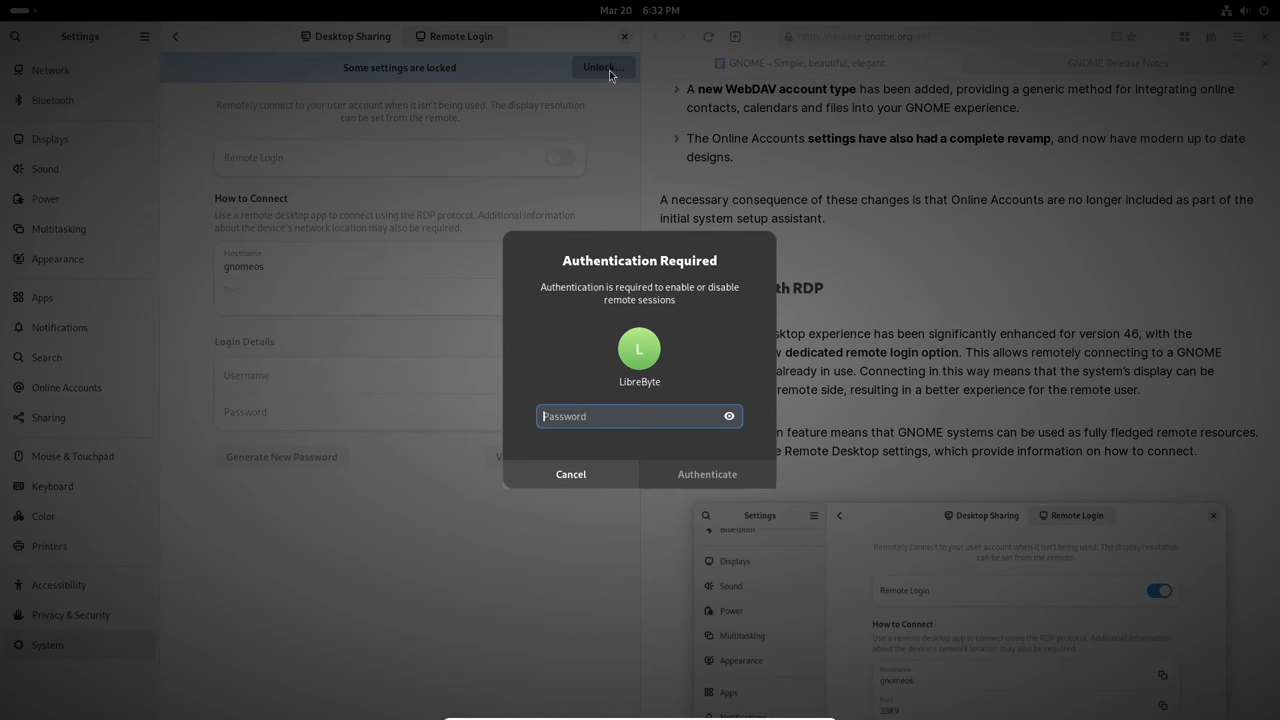 Mar 20 6:32 PM
Settings
Desktop Sharing
Remote Login
Some settings are locked
Unlock...
Network
Bluetooth
Displays
Sound
Power
Multitasking
Appearance
Apps
Notifications
Search
Online Accounts
Sharing
Mouse & Touchpad
Keyboard
Color
Printers
Accessibility
Privacy & Security
System
Remotely connect to your user account when it isn't being used. The display resolution
can be set from the remote.
Remote Login
How to Connect
Use a remote desktop app to connect using the RDP protocol. Additional information
about the device's network location may also be required.
Hostname
gnomeos
Port
Login Details
Username
Password
Generate New Password
V
Authentication Required
Authentication is required to enable or disable
remote sessions
L
LibreByte
Password
Cancel
Authenticate
https://release.gnome.org/46/
GNOME – Simple, beautiful, elegant
GNOME Release Notes
A new WebDAV account type has been added, providing a generic method for integrating online
contacts, calendars and files into your GNOME experience.
The Online Accounts settings have also had a complete revamp, and now have modern up to date
designs.
A necessary consequence of these changes is that Online Accounts are no longer included as part of the
initial system setup assistant.
th RDP
sktop experience has been significantly enhanced for version 46, with the
w dedicated remote login option. This allows remotely connecting to a GNOME
already in use. Connecting in this way means that the system's display can be
remote side, resulting in a better experience for the remote user.
n feature means that GNOME systems can be used as fully fledged remote resources.
e Remote Desktop settings, which provide information on how to connect.
Settings
Desktop Sharing
Remote Login
Bluetooth
Displays
Sound
Power
Multitasking
Appearance
Apps
Notifications
Remotely connect to your user account when it isn't being used. The display resolution
can be set from the remote.
Remote Login
How to Connect
Use a remote desktop app to connect using the RDP protocol. Additional information
about the device's network location may also be required.
Hostname
gnomeos
Port
3389